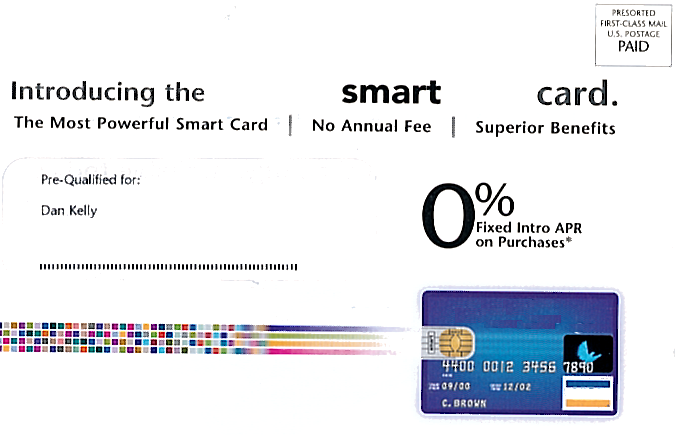 PRESORTED
FIRST-CLASS MAIL
U.S. POSTAGE
PAID
Introducing the smart card.
The Most Powerful Smart Card | No Annual Fee | Superior Benefits
Pre-Qualified for:
Dan Kelly
0%
Fixed Intro APR
on Purchases*
4400 0012 3456 7890
09/00 12/02
C. BROWN